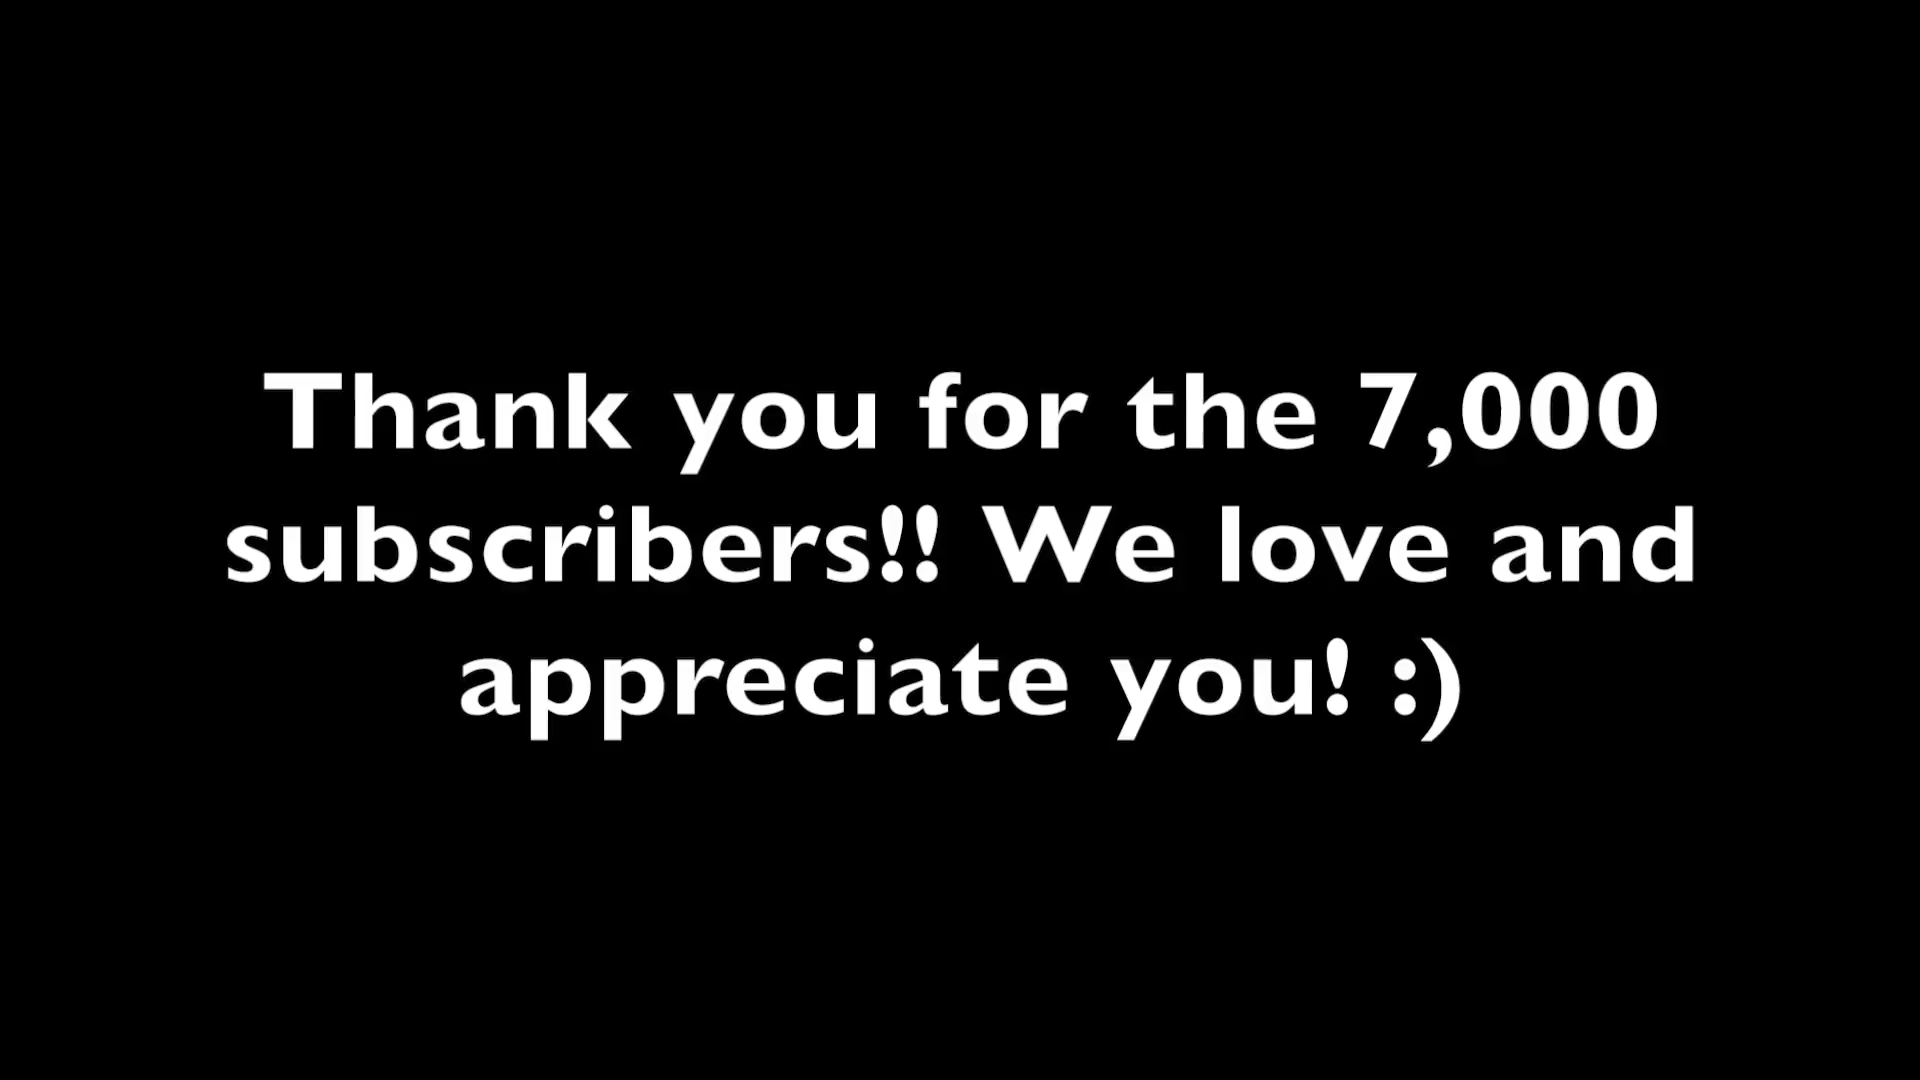 Thank you for the 7,000
subscribers!! We love and
appreciate you! :)